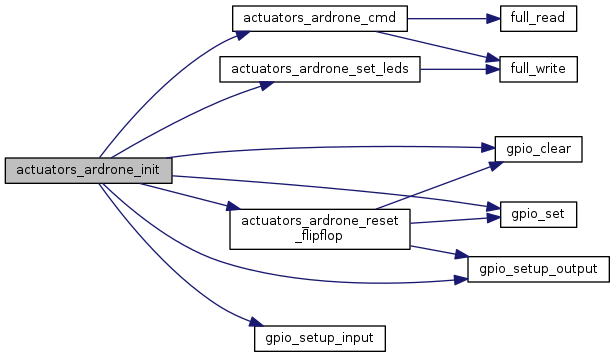 actuators_ardrone_cmd
full_read
actuators_ardrone_set_leds
full_write
actuators_ardrone_init
gpio_clear
actuators_ardrone_reset
_flipflop
gpio_set
gpio_setup_output
gpio_setup_input